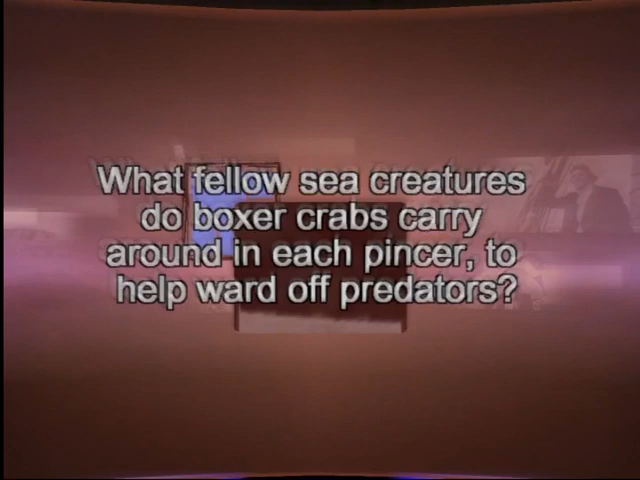 What fellow sea creatures
do boxer crabs carry
around in each pincer, to
help ward off predators?